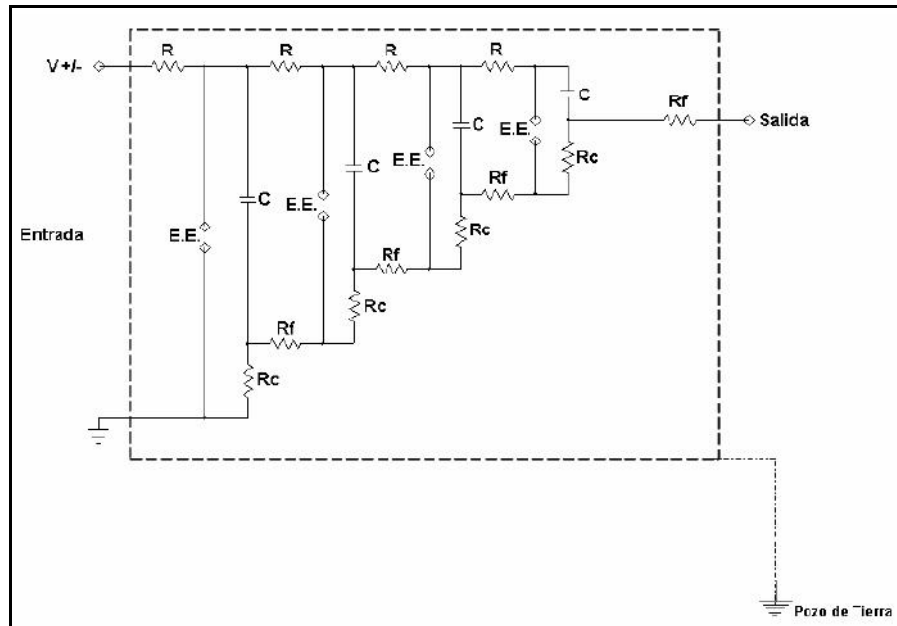 R R R R
V +/-
C
Rf
Salida
C
E.E.
Rc
C
E.E.
Rf
C
E.E.
Rc
Entrada
E.E.
Rf
Rc
Rf
Rc
Pozo de Tierra